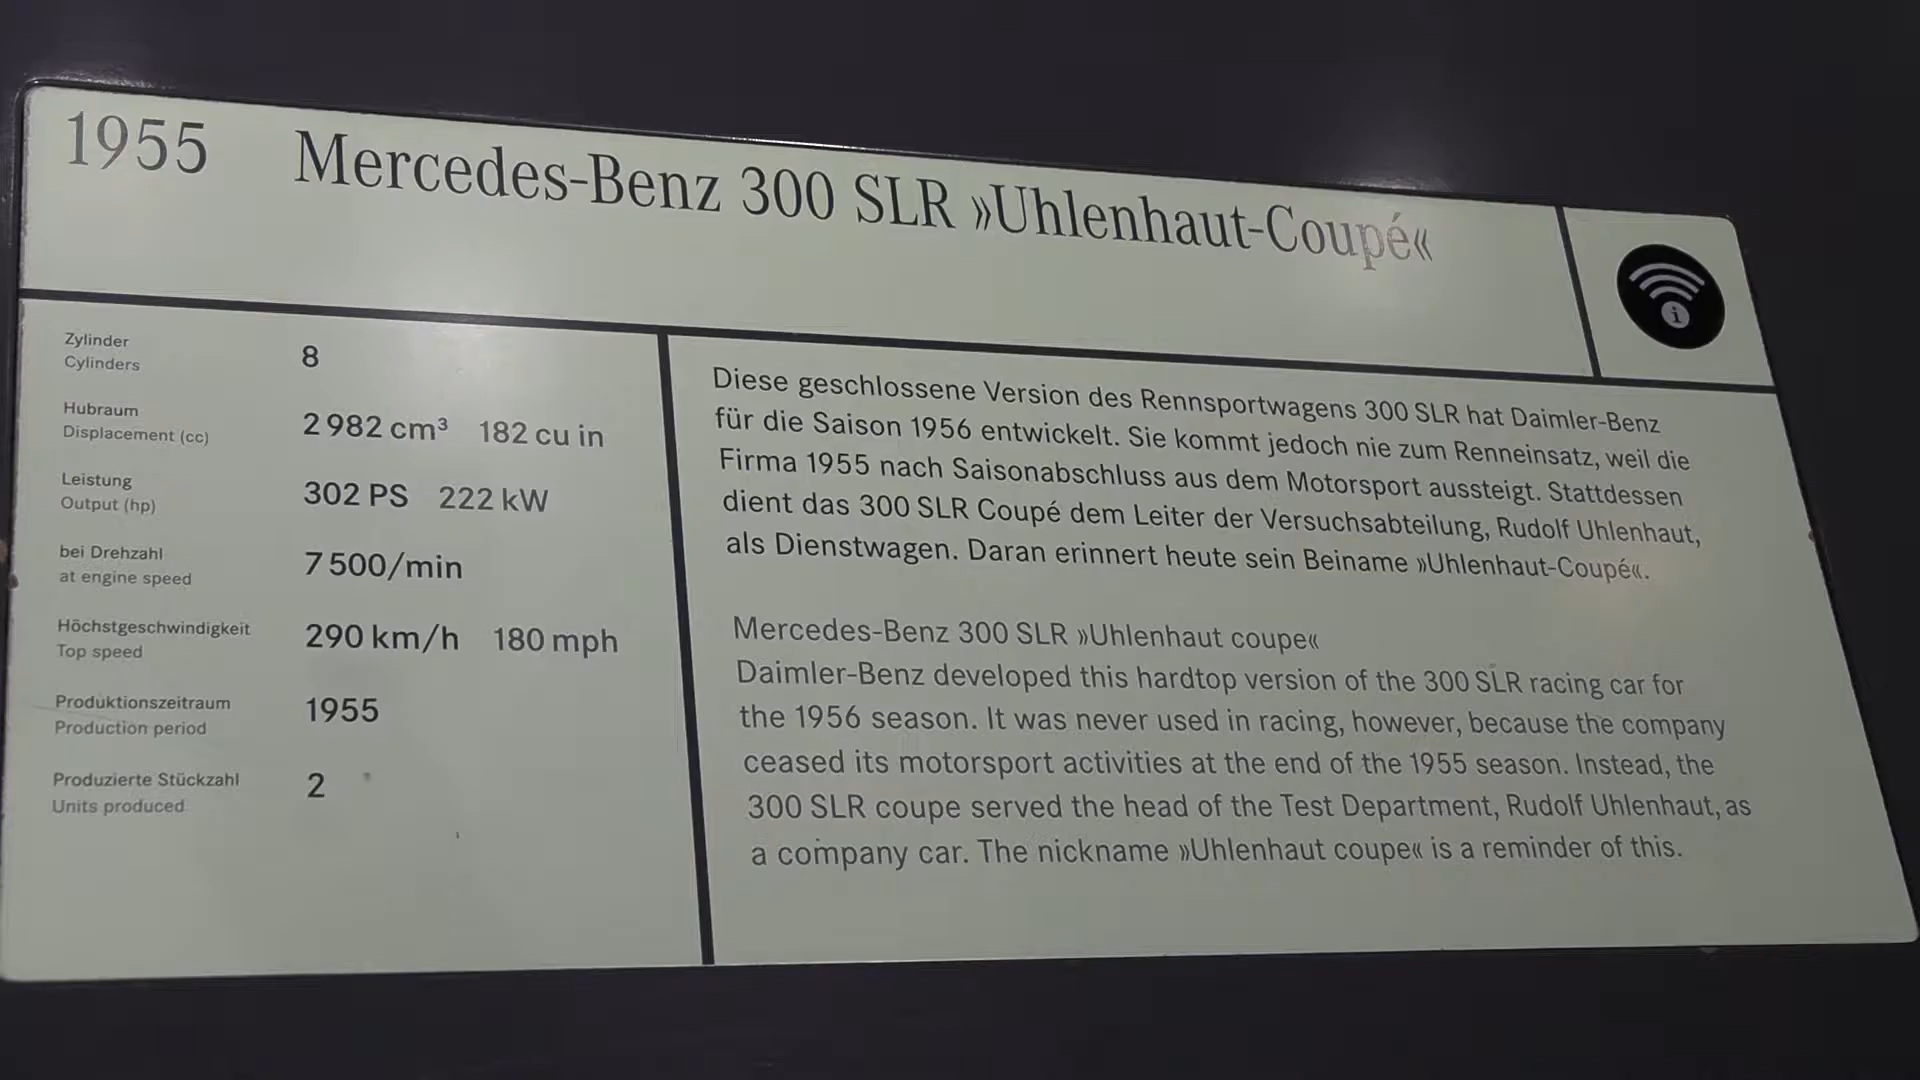 1955 Mercedes-Benz 300 SLR »Uhlenhaut-Coupé«
i
Zylinder
Cylinders
8
Hubraum
Displacement (cc)
2 982 cm³ 182 cu in
Leistung
Output (hp)
302 PS 222 kW
bei Drehzahl
at engine speed
7 500/min
Höchstgeschwindigkeit
Top speed
290 km/h 180 mph
Produktionszeitraum
Production period
1955
Produzierte Stückzahl
Units produced
2
Diese geschlossene Version des Rennsportwagens 300 SLR hat Daimler-Benz
für die Saison 1956 entwickelt. Sie kommt jedoch nie zum Renneinsatz, weil die
Firma 1955 nach Saisonabschluss aus dem Motorsport aussteigt. Stattdessen
dient das 300 SLR Coupé dem Leiter der Versuchsabteilung, Rudolf Uhlenhaut,
als Dienstwagen. Daran erinnert heute sein Beiname »Uhlenhaut-Coupé«.
Mercedes-Benz 300 SLR »Uhlenhaut coupe«
Daimler-Benz developed this hardtop version of the 300 SLR racing car for
the 1956 season. It was never used in racing, however, because the company
ceased its motorsport activities at the end of the 1955 season. Instead, the
300 SLR coupe served the head of the Test Department, Rudolf Uhlenhaut, as
a company car. The nickname »Uhlenhaut coupe« is a reminder of this.